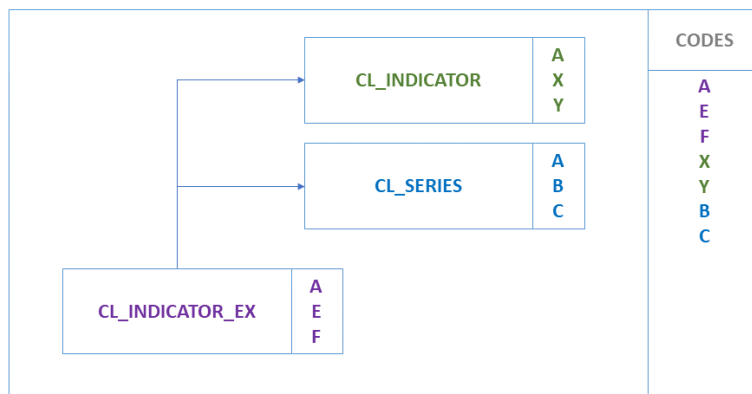 CL_INDICATOR
A
X
Y
CL_SERIES
A
B
C
CL_INDICATOR_EX
A
E
F
CODES
A
E
F
X
Y
B
C